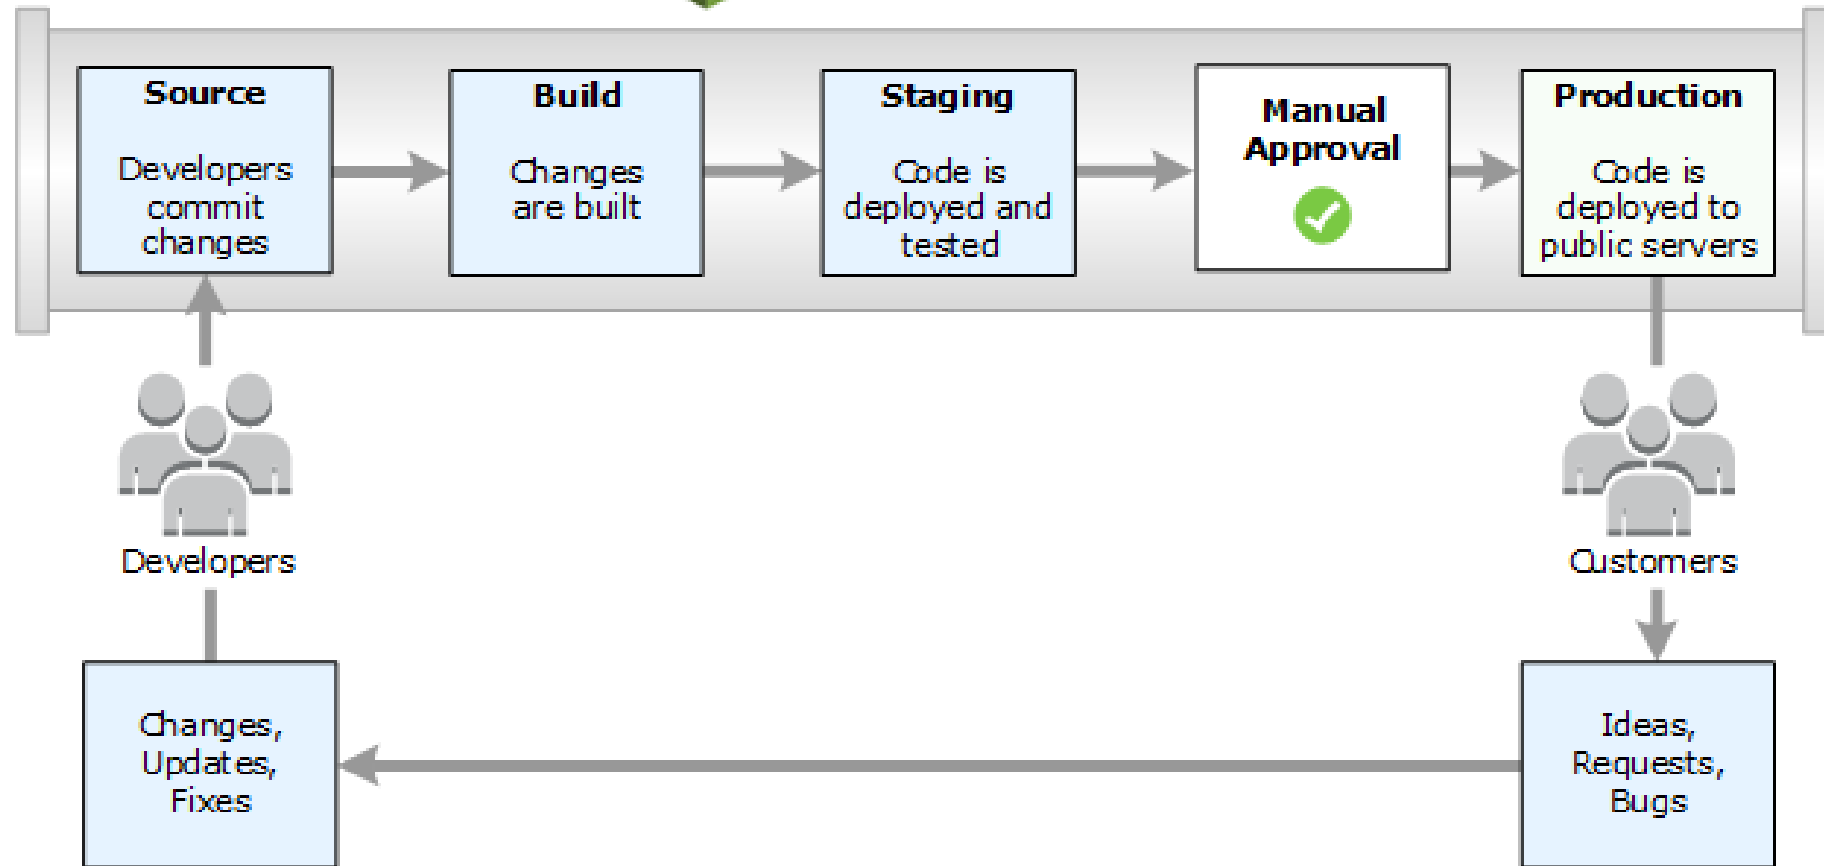 Source
Developers
commit
changes
Build
Changes
are built
Staging
Code is
deployed and
tested
Manual
Approval
Production
Code is
deployed to
public servers
Developers
Customers
Changes,
Updates,
Fixes
Ideas,
Requests,
Bugs